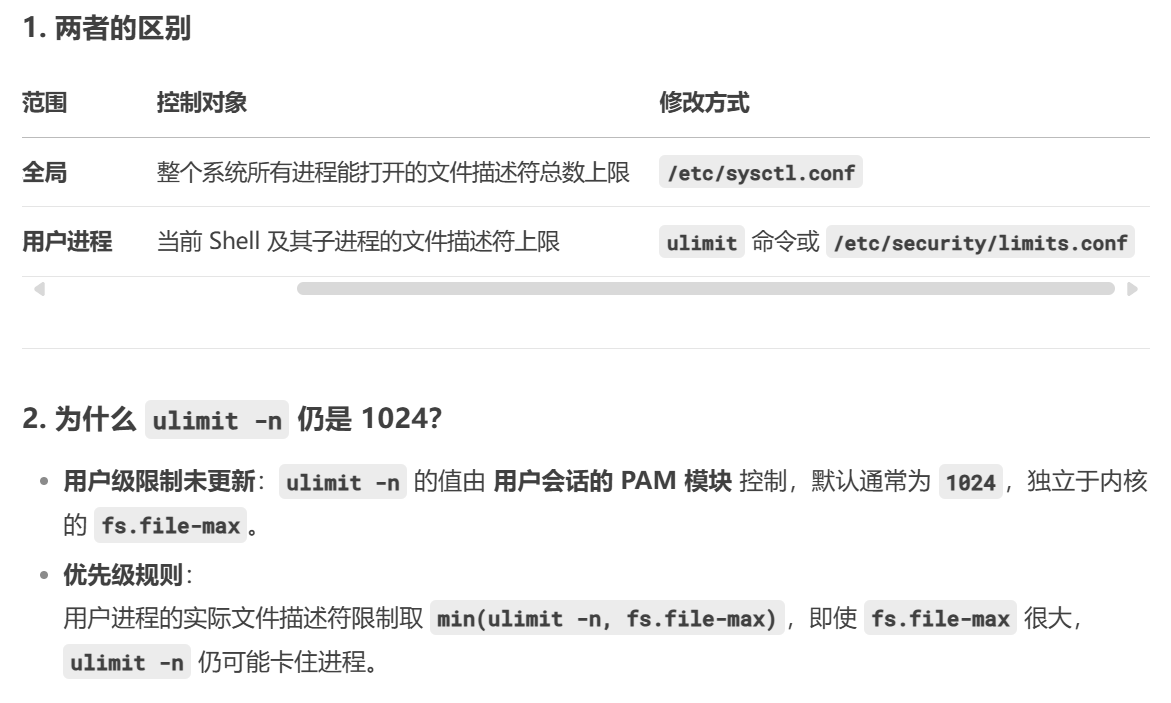 1. 两者的区别
范围 控制对象 修改方式
全局 整个系统所有进程能打开的文件描述符总数上限 /etc/sysctl.conf
用户进程 当前 Shell 及其子进程的文件描述符上限 ulimit 命令或 /etc/security/limits.conf
2. 为什么 ulimit -n 仍是 1024?
用户级限制未更新：ulimit -n 的值由 用户会话的 PAM 模块 控制，默认通常为 1024，独立于内核
的 fs.file-max。
优先级规则：
用户进程的实际文件描述符限制取 min(ulimit -n, fs.file-max)，即使 fs.file-max 很大，
ulimit -n 仍可能卡住进程。